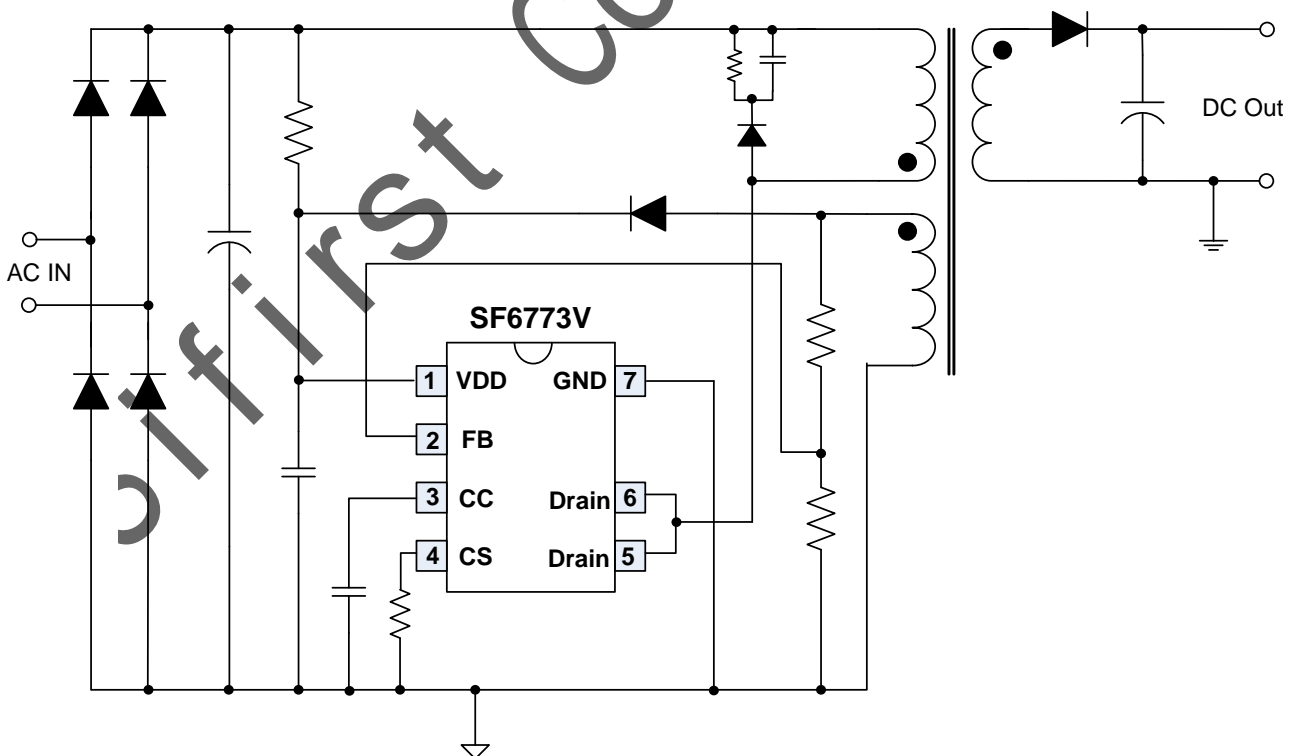 DC Out
AC IN
SF6773V
1 VDD GND 7
2 FB
3 CC Drain 6
4 CS Drain 5